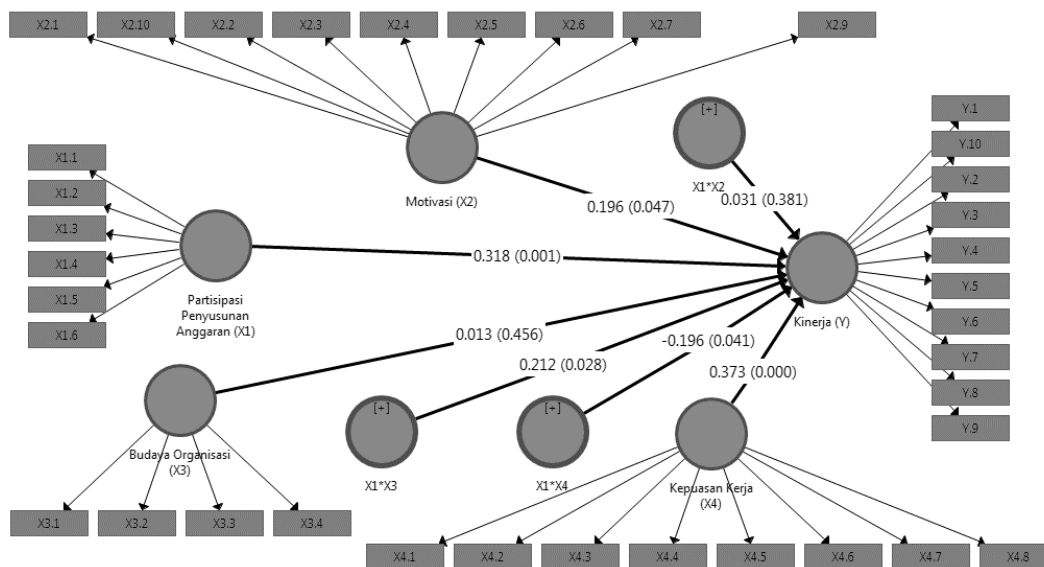 X2.1
X2.10
X2.2
X2.3
X2.4
X2.5
X2.6
X2.7
X2.9
[+]
X1*X2
Motivasi (X2)
0.196 (0.047)
0.031 (0.381)
X1.1
X1.2
X1.3
X1.4
X1.5
X1.6
Partisipasi
Penyusunan
Anggaran (X1)
0.318 (0.001)
Y.1
Y.10
Y.2
Y.3
Y.4
Y.5
Y.6
Y.7
Y.8
Y.9
Kinerja (Y)
0.013 (0.456)
0.212 (0.028)
-0.196 (0.041)
0.373 (0.000)
Budaya Organisasi
(X3)
[+]
X1*X3
[+]
X1*X4
Kepuasan Kerja
(X4)
X3.1
X3.2
X3.3
X3.4
X4.1
X4.2
X4.3
X4.4
X4.5
X4.6
X4.7
X4.8